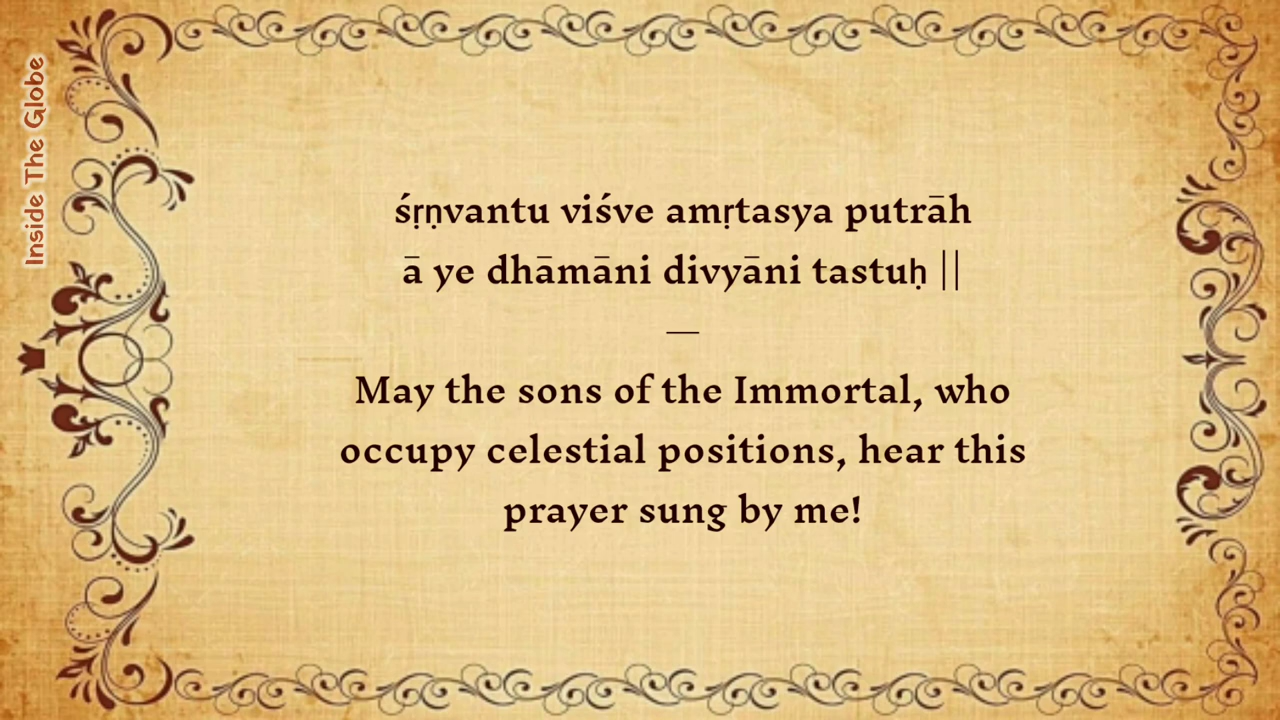 Inside The Globe
śṛṇvantu viśve amṛtasya putrāh
ā ye dhāmāni divyāni tastuḥ ||
—
May the sons of the Immortal, who
occupy celestial positions, hear this
prayer sung by me!